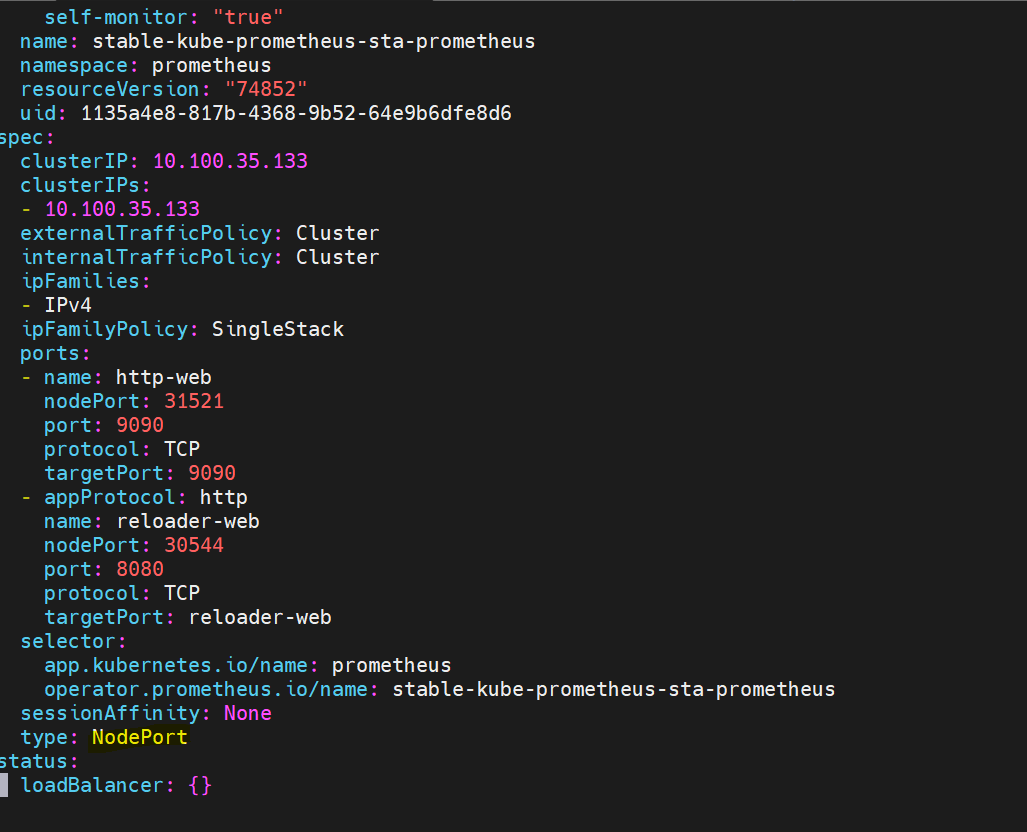 self-monitor: "true"
name: stable-kube-prometheus-sta-prometheus
namespace: prometheus
resourceVersion: "74852"
uid: 1135a4e8-817b-4368-9b52-64e9b6dfe8d6
spec:
clusterIP: 10.100.35.133
clusterIPs:
- 10.100.35.133
externalTrafficPolicy: Cluster
internalTrafficPolicy: Cluster
ipFamilies:
- IPv4
ipFamilyPolicy: SingleStack
ports:
- name: http-web
nodePort: 31521
port: 9090
protocol: TCP
targetPort: 9090
- appProtocol: http
name: reloader-web
nodePort: 30544
port: 8080
protocol: TCP
targetPort: reloader-web
selector:
app.kubernetes.io/name: prometheus
operator.prometheus.io/name: stable-kube-prometheus-sta-prometheus
sessionAffinity: None
type: NodePort
status:
loadBalancer: {}